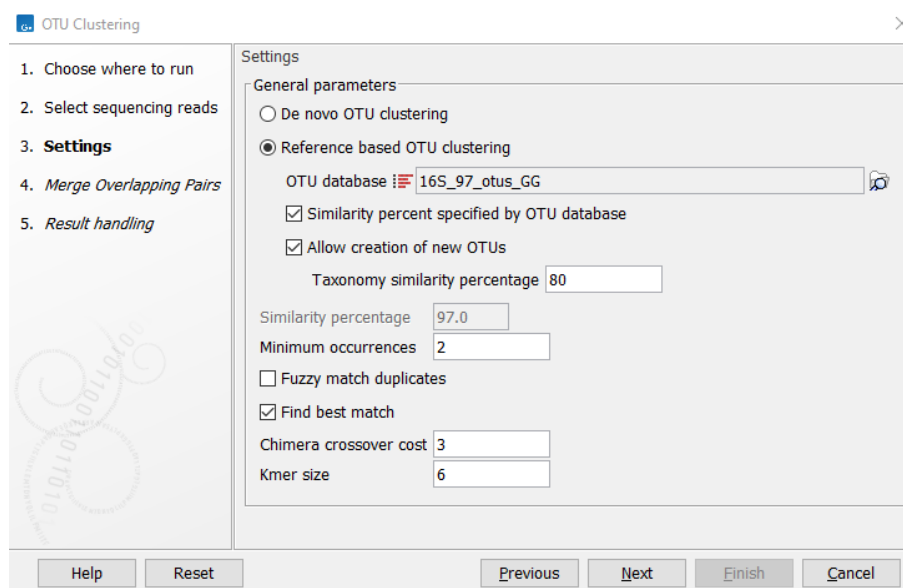 OTU Clustering
1. Choose where to run
2. Select sequencing reads
3. Settings
4. Merge Overlapping Pairs
5. Result handling
Settings
General parameters
De novo OTU clustering
Reference based OTU clustering
OTU database 16S_97_otus_GG
Similarity percent specified by OTU database
Allow creation of new OTUs
Taxonomy similarity percentage 80
Similarity percentage 97.0
Minimum occurrences 2
Fuzzy match duplicates
Find best match
Chimera crossover cost 3
Kmer size 6
Help Reset Previous Next Finish Cancel